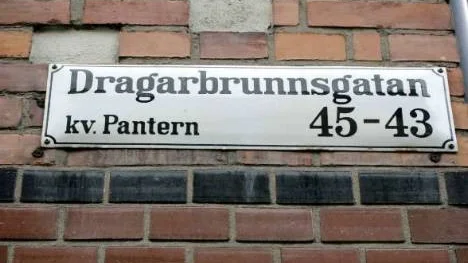 Dragarbrunnsgatan
kv. Pantern 45-43